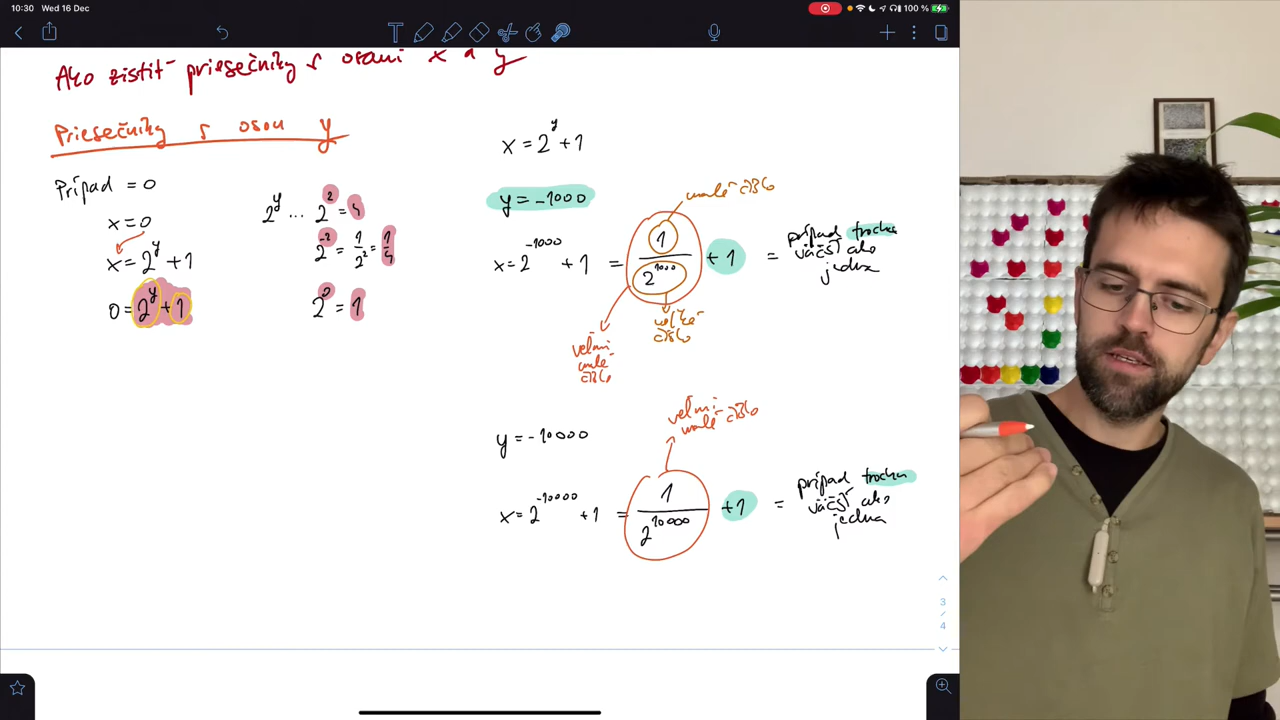 10:30 Wed 16 Dec
100 %
Ako zistiť priesečníky s osami x a y
Priesečníky s osou y
Prípad = 0
x = 0
x = 2^y + 1
0 = 2^y + 1
2^y ... 2^2 = 4
2^-2 = 1/2^2 = 1/4
2^0 = 1
x = 2^y + 1
y = -1000
x = 2^-1000 + 1 = 1/2^1000 + 1 = prípad trochu
väčší ako
jedna
malé číslo
veľké
číslo
veľmi
malé
číslo
y = -10000
veľmi
malé číslo
x = 2^-10000 + 1 = 1/2^10000 + 1 = prípad trochu
väčší ako
jedna
3
/
4